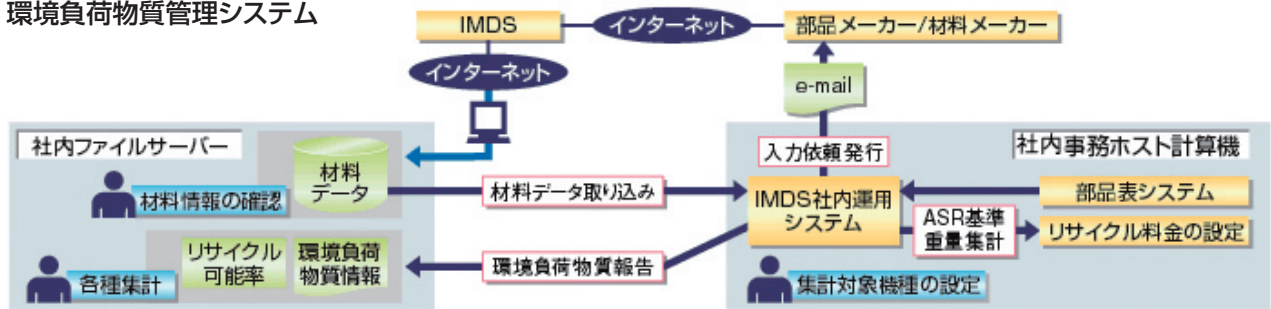 環境負荷物質管理システム
IMDS
インターネット
部品メーカー/材料メーカー
インターネット
e-mail
社内ファイルサーバー
材料
データ
材料情報の確認
入力依頼発行
社内事務ホスト計算機
材料データ取り込み
IMDS社内運用
システム
部品表システム
ASR基準
重量集計
リサイクル料金の設定
リサイクル
可能率
環境負荷
物質情報
各種集計
環境負荷物質報告
集計対象機種の設定